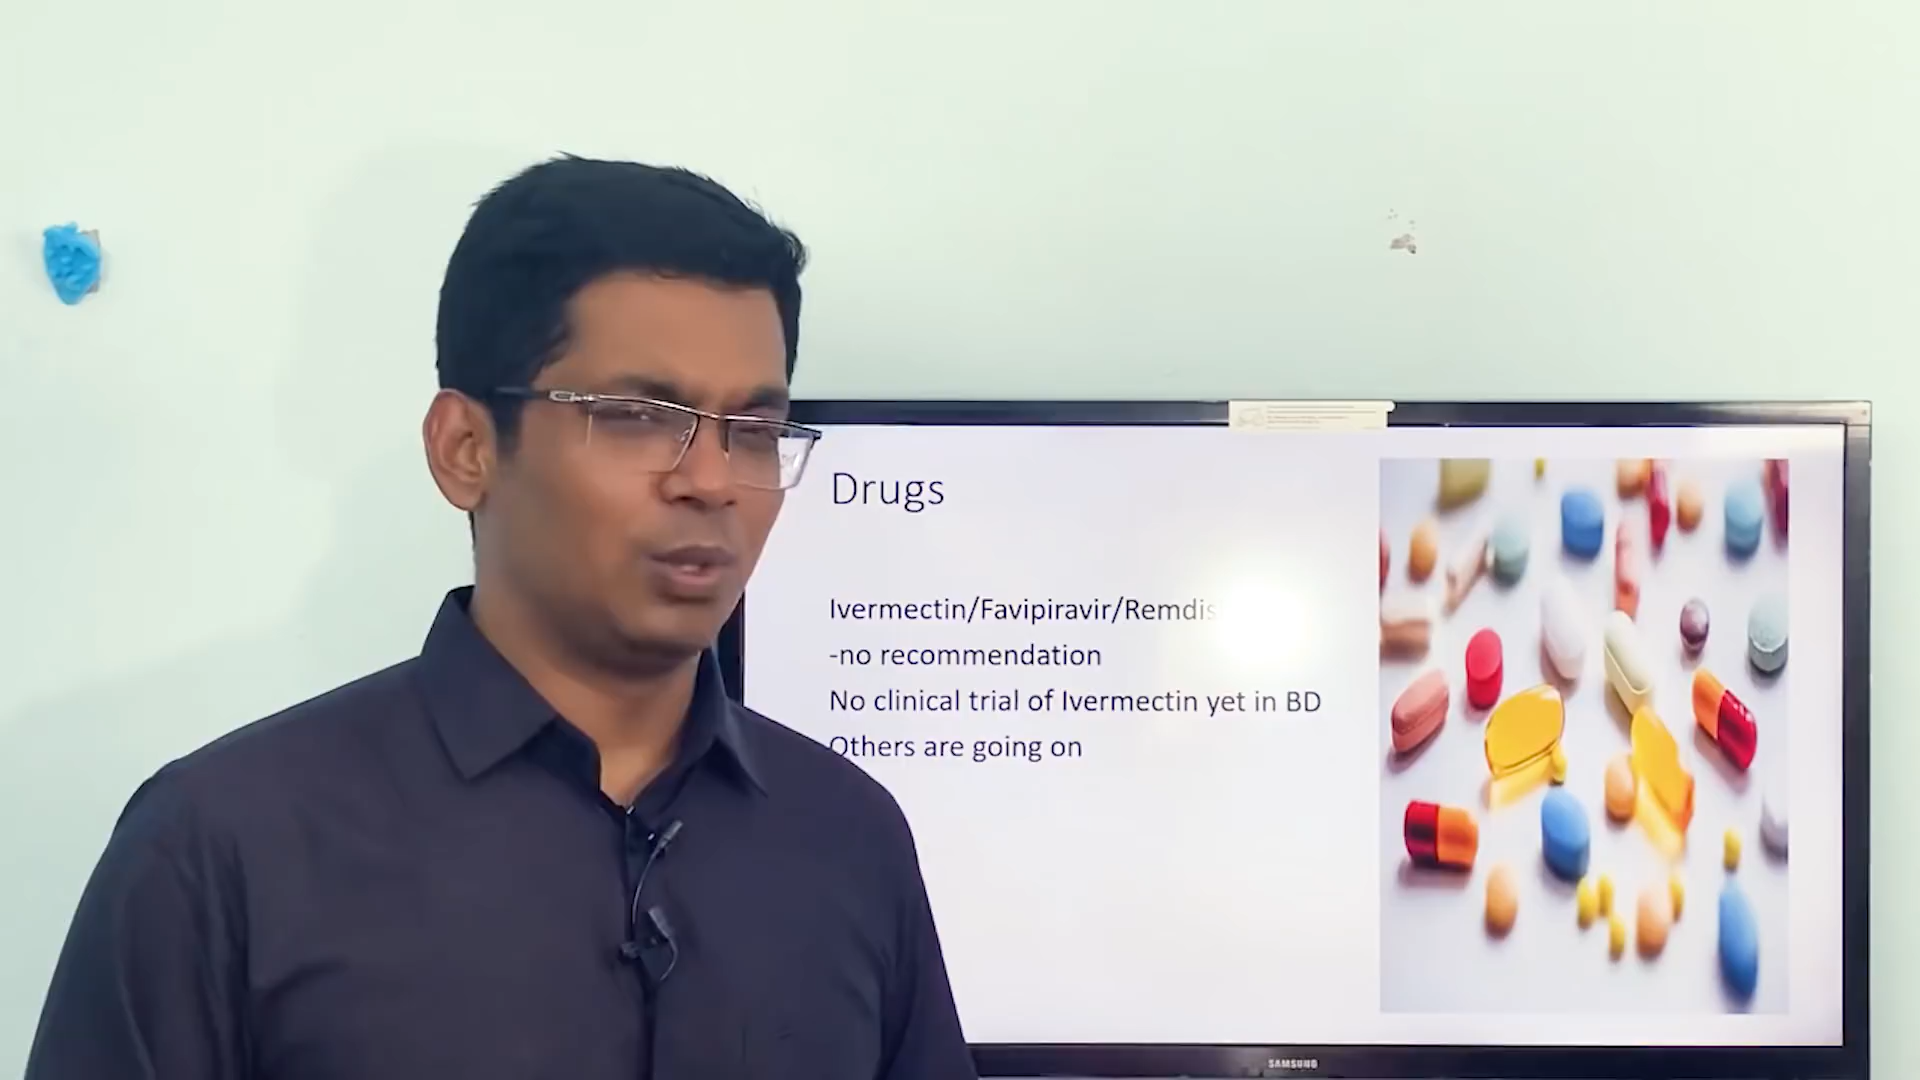 Drugs
Ivermectin/Favipiravir/Remdis
-no recommendation
No clinical trial of Ivermectin yet in BD
Others are going on
SAMSUNG